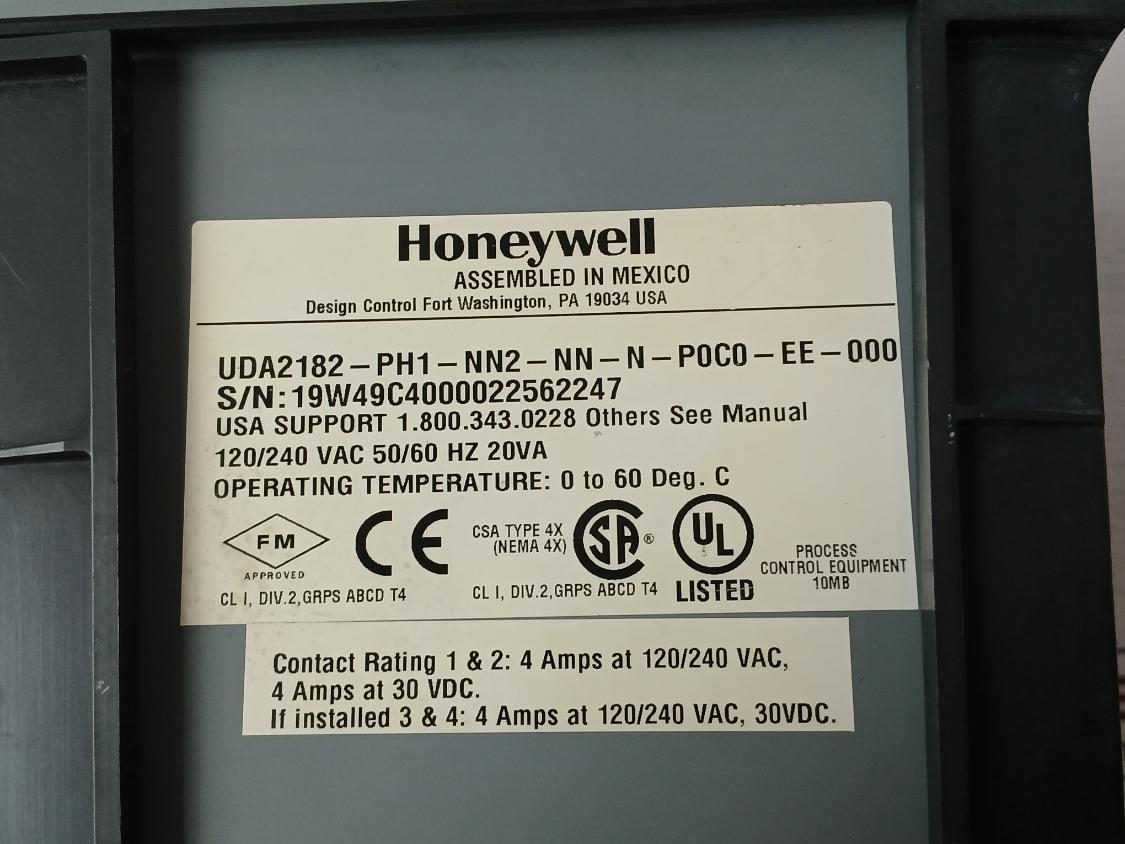 Honeywell
ASSEMBLED IN MEXICO
Design Control Fort Washington, PA 19034 USA
UDA2182-PH1-NN2-NN-N-P0C0-EE-000
S/N:19W49C4000022562247
USA SUPPORT 1.800.343.0228 Others See Manual
120/240 VAC 50/60 HZ 20VA
OPERATING TEMPERATURE: 0 to 60 Deg. C
FM
APPROVED
CL I, DIV.2,GRPS ABCD T4
CE
CSA TYPE 4X
(NEMA 4X)
SA ®
CL I, DIV.2,GRPS ABCD T4
UL
LISTED
PROCESS
CONTROL EQUIPMENT
10MB
Contact Rating 1 & 2: 4 Amps at 120/240 VAC,
4 Amps at 30 VDC.
If installed 3 & 4: 4 Amps at 120/240 VAC, 30VDC.